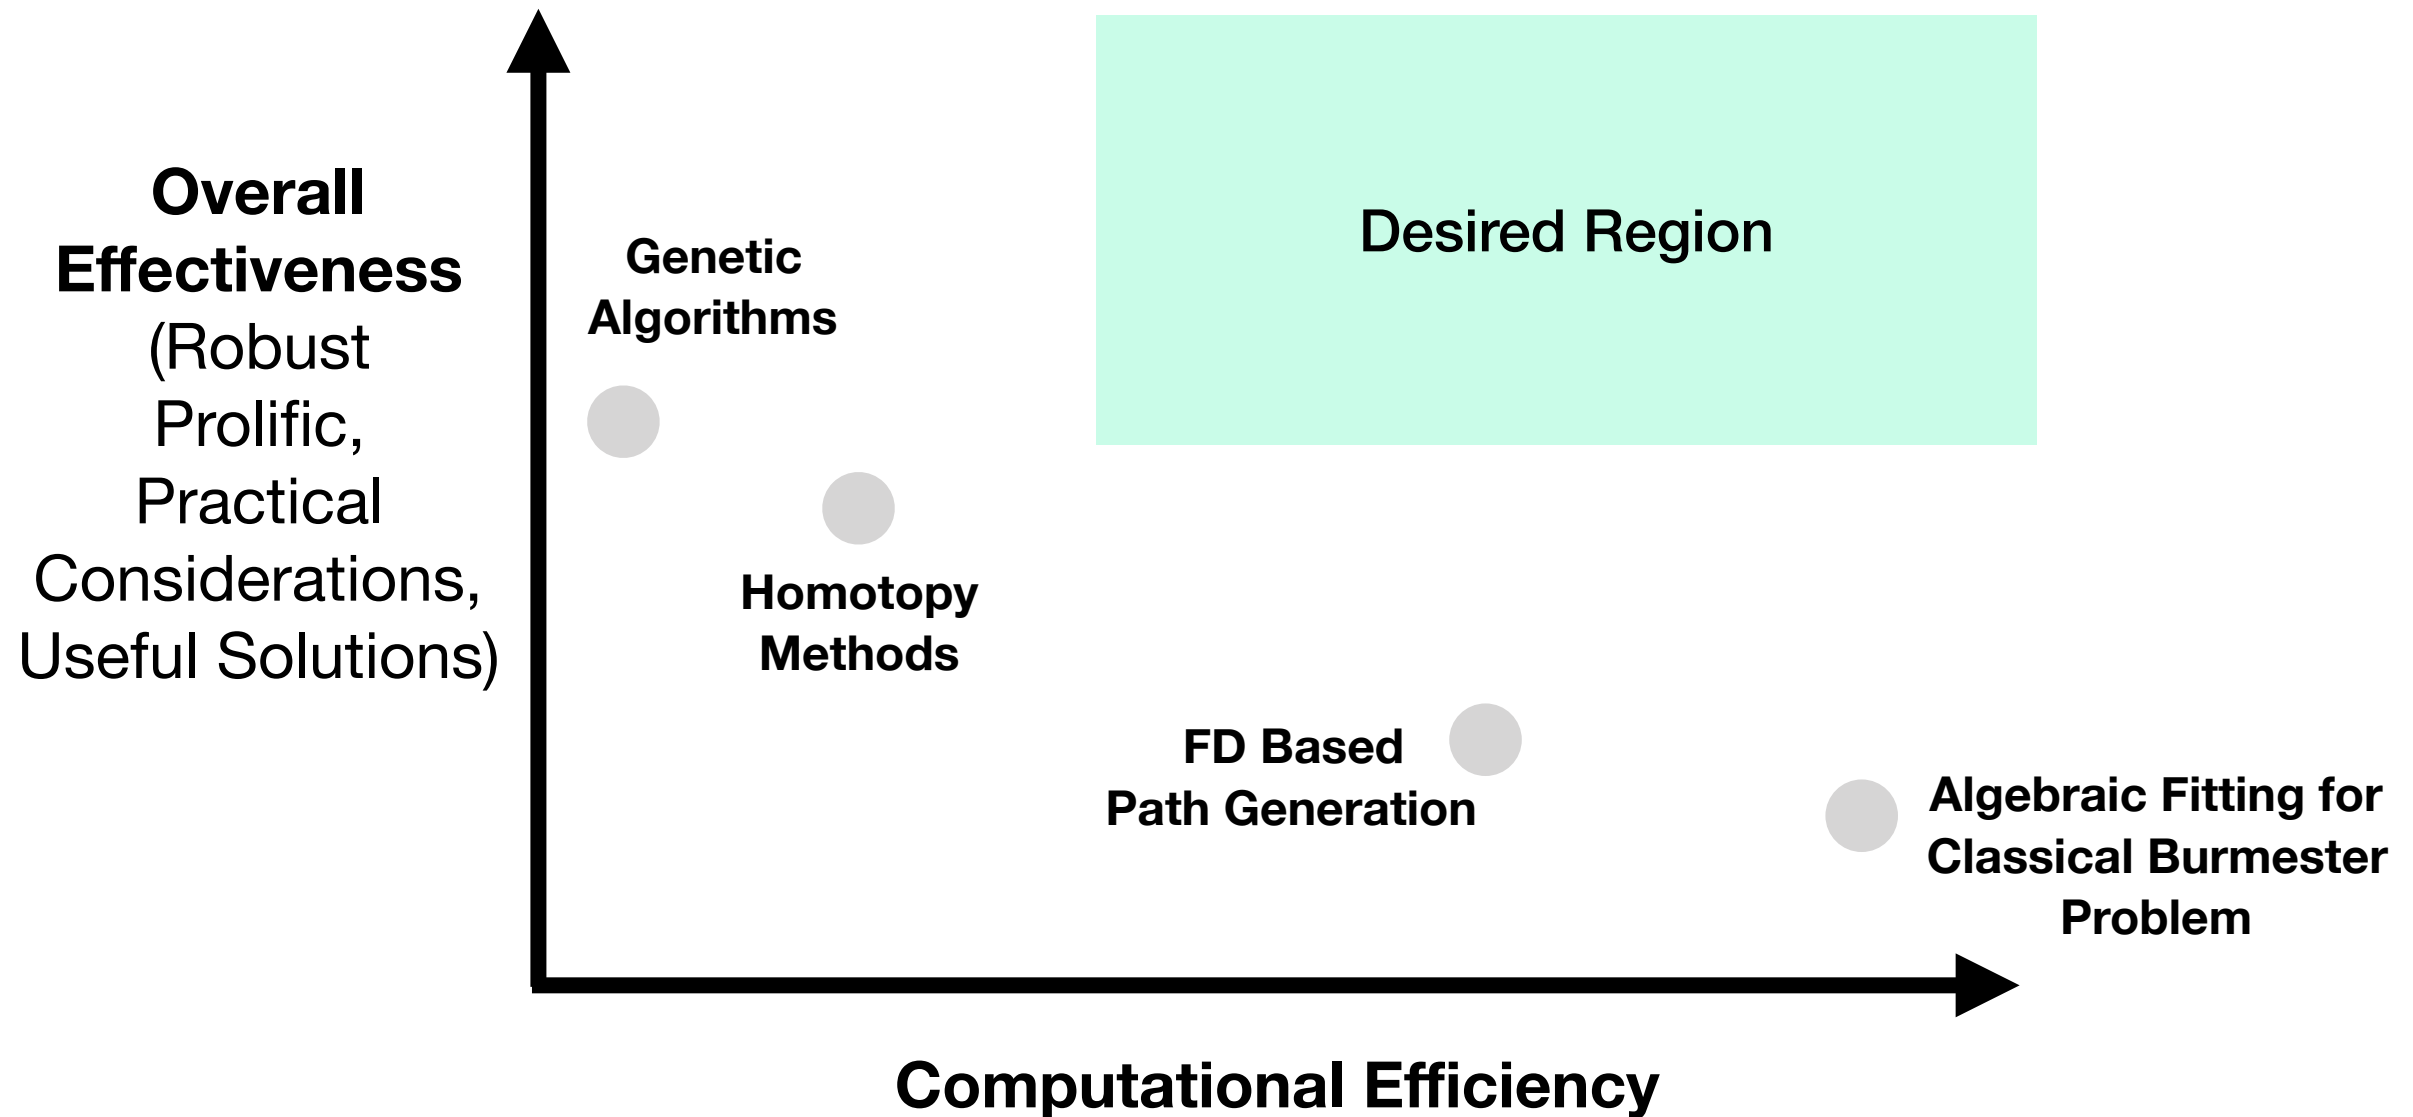 Overall
Effectiveness
(Robust
Prolific,
Practical
Considerations,
Useful Solutions)
Genetic
Algorithms
Desired Region
Homotopy
Methods
FD Based
Path Generation
Algebraic Fitting for
Classical Burmester
Problem
Computational Efficiency